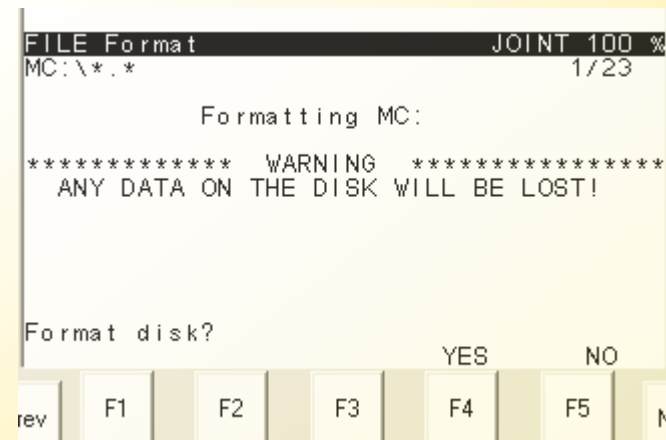 FILE Format JOINT 100 %
MC:\*.* 1/23
Formatting MC:
************* WARNING ****************
ANY DATA ON THE DISK WILL BE LOST!
Format disk?
YES NO
rev F1 F2 F3 F4 F5 N